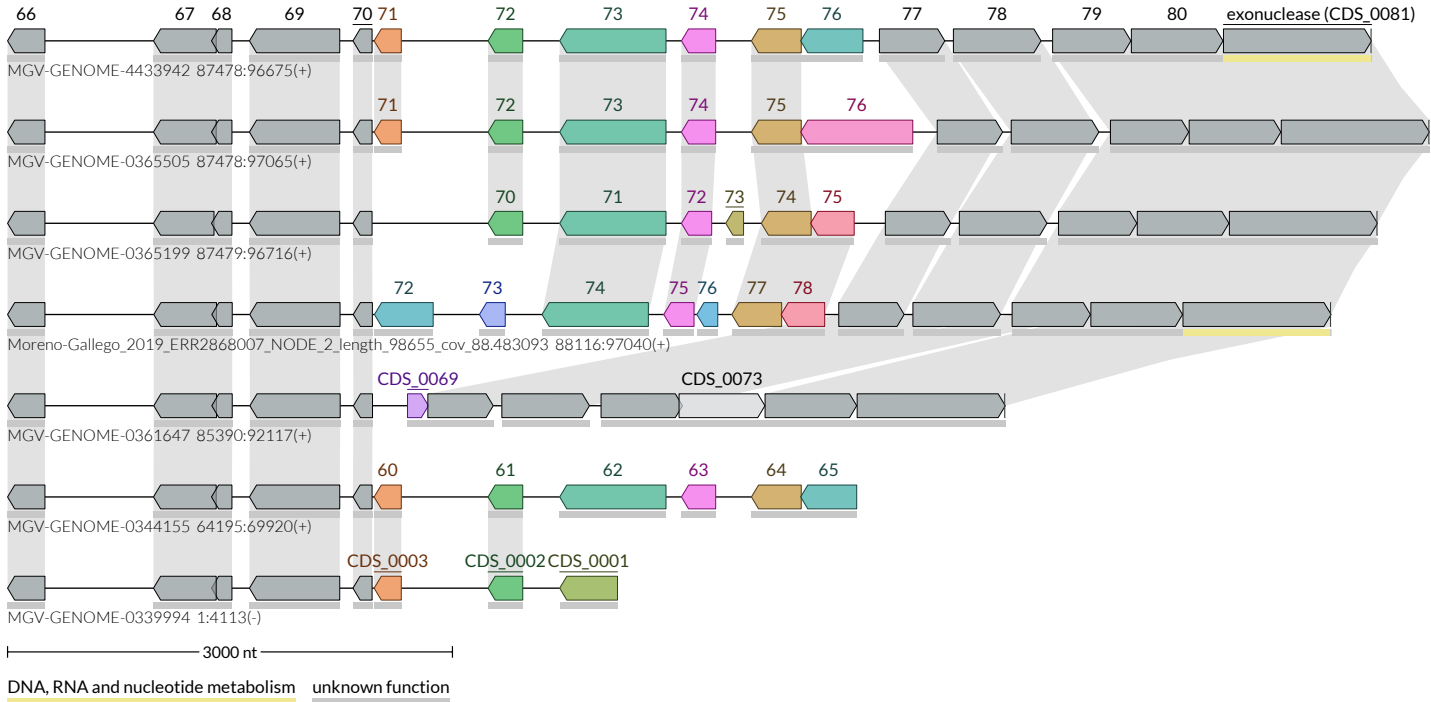 66 67 68 69 70 71 72 73 74 75 76 77 78 79 80 exonuclease (CDS_0081)
MGV-GENOME-4433942 87478:96675(+)
71 72 73 74 75 76
MGV-GENOME-0365505 87478:97065(+)
70 71 72 73 74 75
MGV-GENOME-0365199 87479:96716(+)
72 73 74 75 76 77 78
Moreno-Gallego_2019_ERR2868007_NODE_2_length_98655_cov_88.483093 88116:97040(+)
CDS_0069 CDS_0073
MGV-GENOME-0361647 85390:92117(+)
60 61 62 63 64 65
MGV-GENOME-0344155 64195:69920(+)
CDS_0003 CDS_0002 CDS_0001
MGV-GENOME-0339994 1:4113(-)
3000 nt
DNA, RNA and nucleotide metabolism unknown function